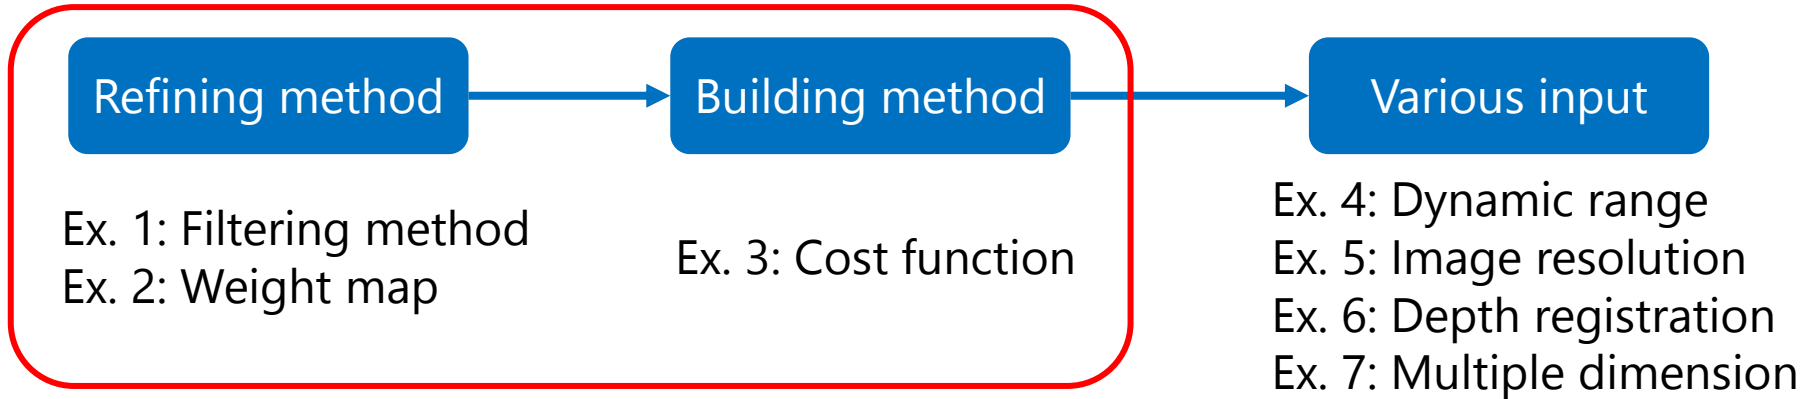 Refining method
Building method
Various input
Ex. 1: Filtering method
Ex. 2: Weight map
Ex. 3: Cost function
Ex. 4: Dynamic range
Ex. 5: Image resolution
Ex. 6: Depth registration
Ex. 7: Multiple dimension